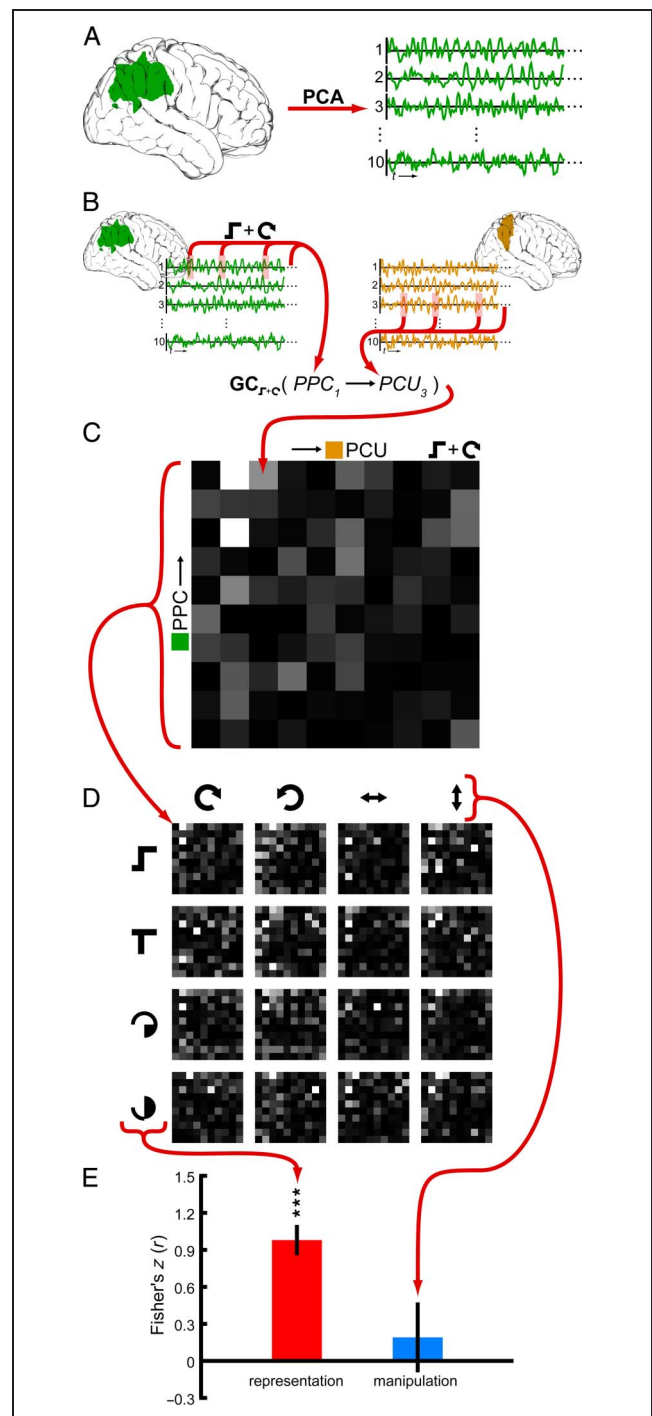 A
PCA
1
2
3
10
t
B
1
2
3
10
t
1
2
3
10
t
+
GC + ( PPC1 → PCU3 )
C
→ PCU +
PPC →
D
E
1.5
1.2
0.9
0.6
0.3
0
−0.3
Fisher's z (r)
***
representation
manipulation